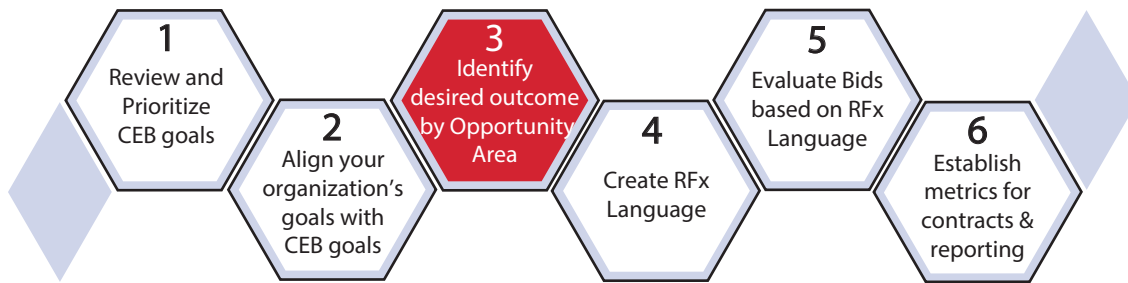 1
Review and
Prioritize
CEB goals
2
Align your
organization’s
goals with
CEB goals
3
Identify
desired outcome
by Opportunity
Area
4
Create RFx
Language
5
Evaluate Bids
based on RFx
Language
6
Establish
metrics for
contracts &
reporting